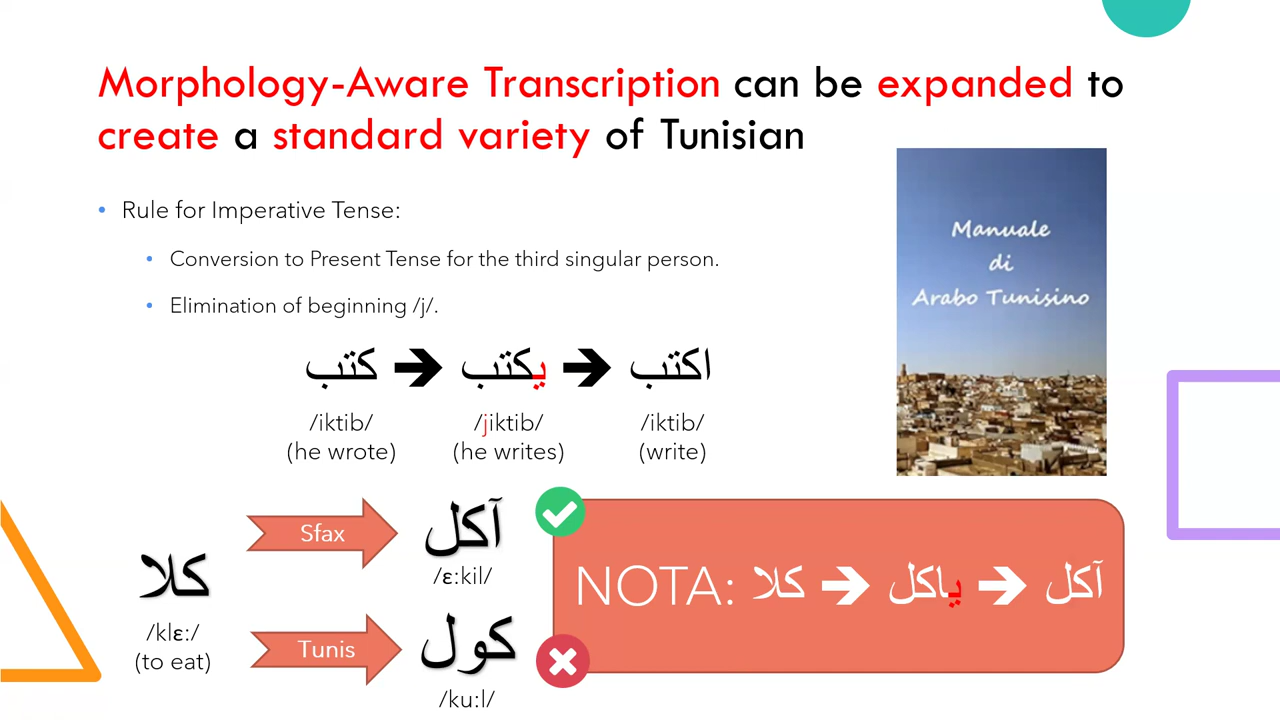 Morphology-Aware Transcription can be expanded to
create a standard variety of Tunisian
• Rule for Imperative Tense:
• Conversion to Present Tense for the third singular person.
• Elimination of beginning /j/.
كتب ➔ يكتب ➔ اكتب
/iktib/ /jiktib/ /iktib/
(he wrote) (he writes) (write)
Manuale
di
Arabo Tunisino
كلا
/klɛ:/
(to eat)
Sfax
آكل
/ɛ:kil/
Tunis
كول
/ku:l/
NOTA: كلا ➔ ياكل ➔ آكل